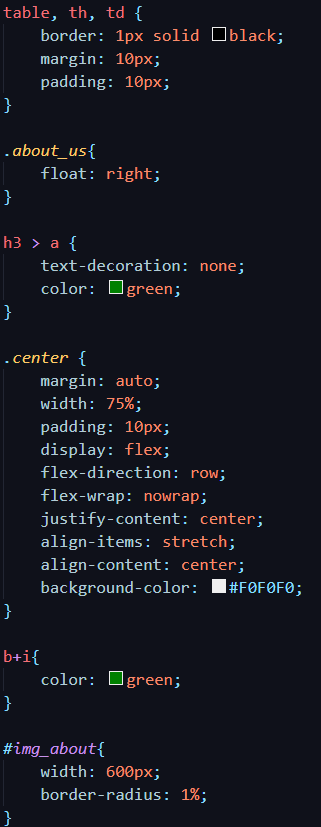 table, th, td {
    border: 1px solid black;
    margin: 10px;
    padding: 10px;
}

.about_us{
    float: right;
}

h3 > a {
    text-decoration: none;
    color: green;
}

.center {
    margin: auto;
    width: 75%;
    padding: 10px;
    display: flex;
    flex-direction: row;
    flex-wrap: nowrap;
    justify-content: center;
    align-items: stretch;
    align-content: center;
    background-color: #F0F0F0;
}

b+i{
    color: green;
}

#img_about{
    width: 600px;
    border-radius: 1%;
}